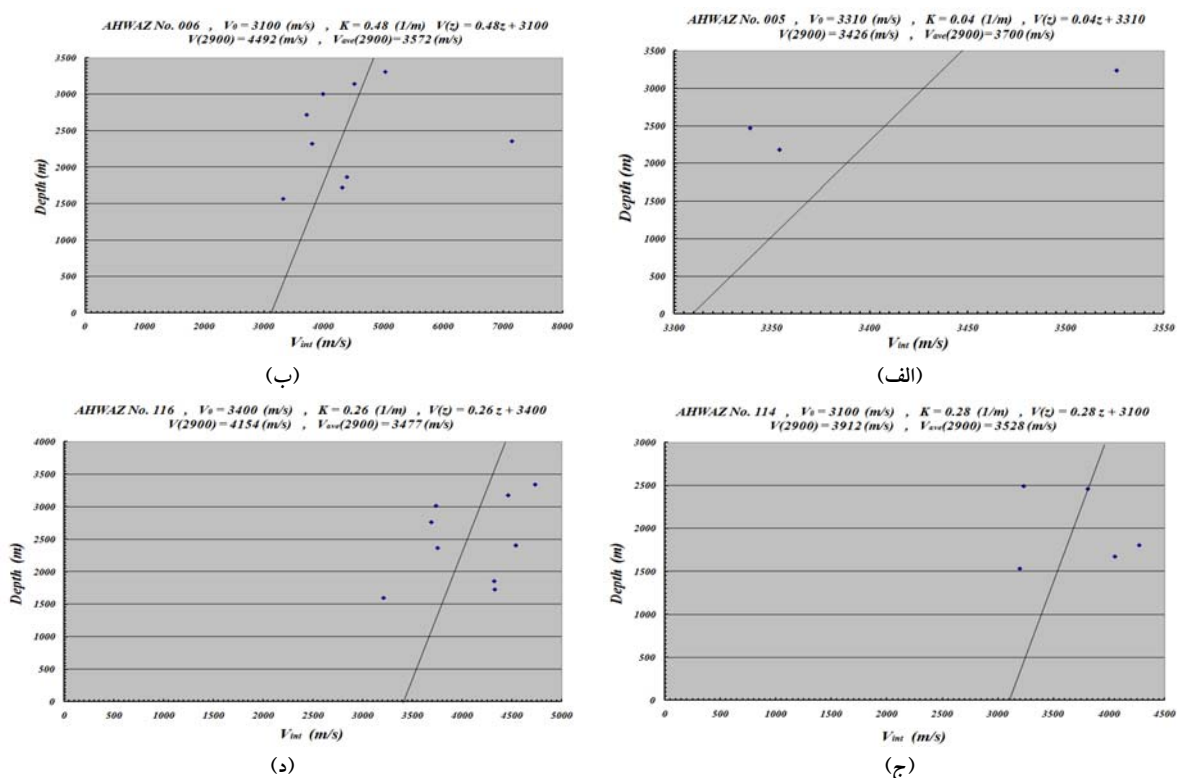 AHWAZ No. 006 , V₀ = 3100 (m/s) , K = 0.48 (1/m) V(z) = 0.48z + 3100
V(2900) = 4492 (m/s) , Vave(2900) = 3572 (m/s)
3500
3000
2500
2000
1500
1000
500
0
Depth (m)
0 1000 2000 3000 4000 5000 6000 7000 8000
Vint (m/s)
(ب)
AHWAZ No. 005 , V₀ = 3310 (m/s) , K = 0.04 (1/m) , V(z) = 0.04z + 3310
V(2900) = 3426 (m/s) , Vave(2900) = 3700 (m/s)
3500
3000
2500
2000
1500
1000
500
0
Depth (m)
3300 3350 3400 3450 3500 3550
Vint (m/s)
(الف)
AHWAZ No. 116 , V₀ = 3400 (m/s) , K = 0.26 (1/m) , V(z) = 0.26 z + 3400
V(2900) = 4154 (m/s) , Vave(2900) = 3477 (m/s)
4000
3500
3000
2500
2000
1500
1000
500
0
Depth (m)
0 500 1000 1500 2000 2500 3000 3500 4000 4500 5000
Vint (m/s)
(د)
AHWAZ No. 114 , V₀ = 3100 (m/s) , K = 0.28 (1/m) , V(z) = 0.28 z + 3100
V(2900) = 3912 (m/s) , Vave(2900) = 3528 (m/s)
3000
2500
2000
1500
1000
500
0
Depth (m)
0 500 1000 1500 2000 2500 3000 3500 4000 4500
Vint (m/s)
(ج)